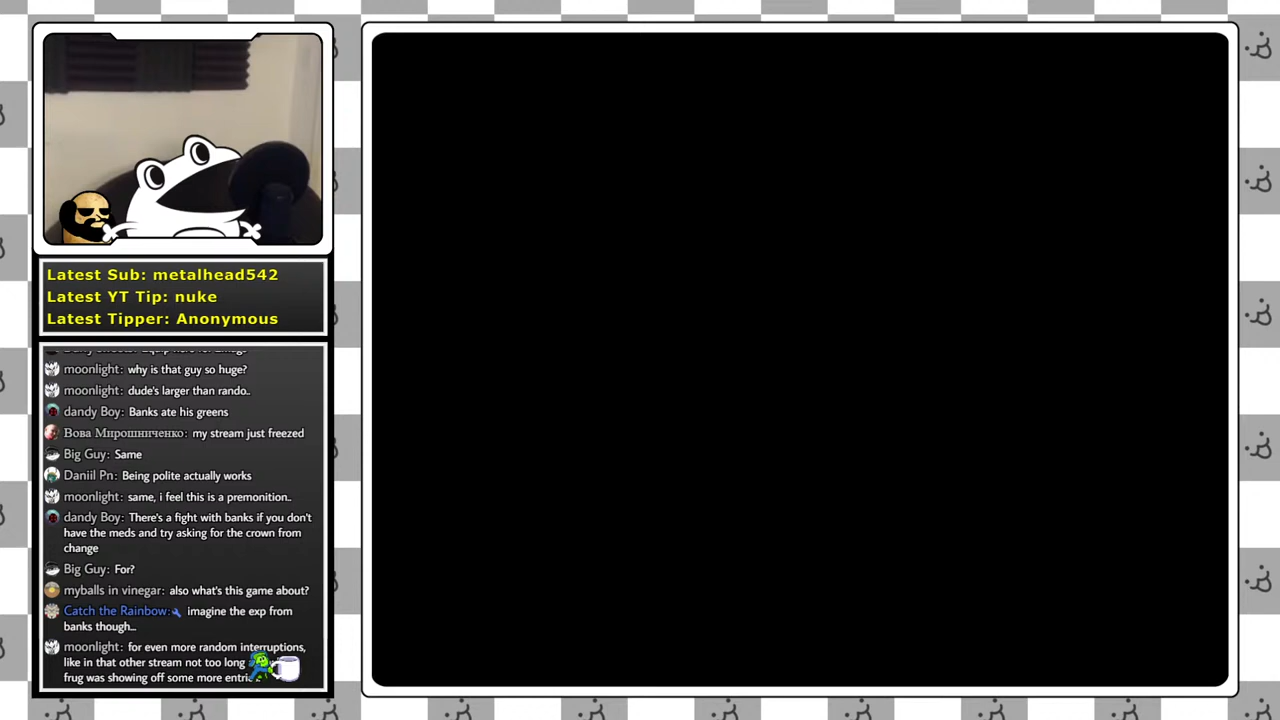 Latest Sub: metalhead542
Latest YT Tip: nuke
Latest Tipper: Anonymous
moonlight: why is that guy so huge?
moonlight: dude's larger than rando..
dandy Boy: Banks ate his greens
Вова Мирошниченко: my stream just freezed
Big Guy: Same
Daniil Pn: Being polite actually works
moonlight: same, i feel this is a premonition..
dandy Boy: There's a fight with banks if you don't
have the meds and try asking for the crown from
change
Big Guy: For?
myballs in vinegar: also what's this game about?
Catch the Rainbow: imagine the exp from
banks though...
moonlight: for even more random interruptions,
like in that other stream not too long
frug was showing off some more